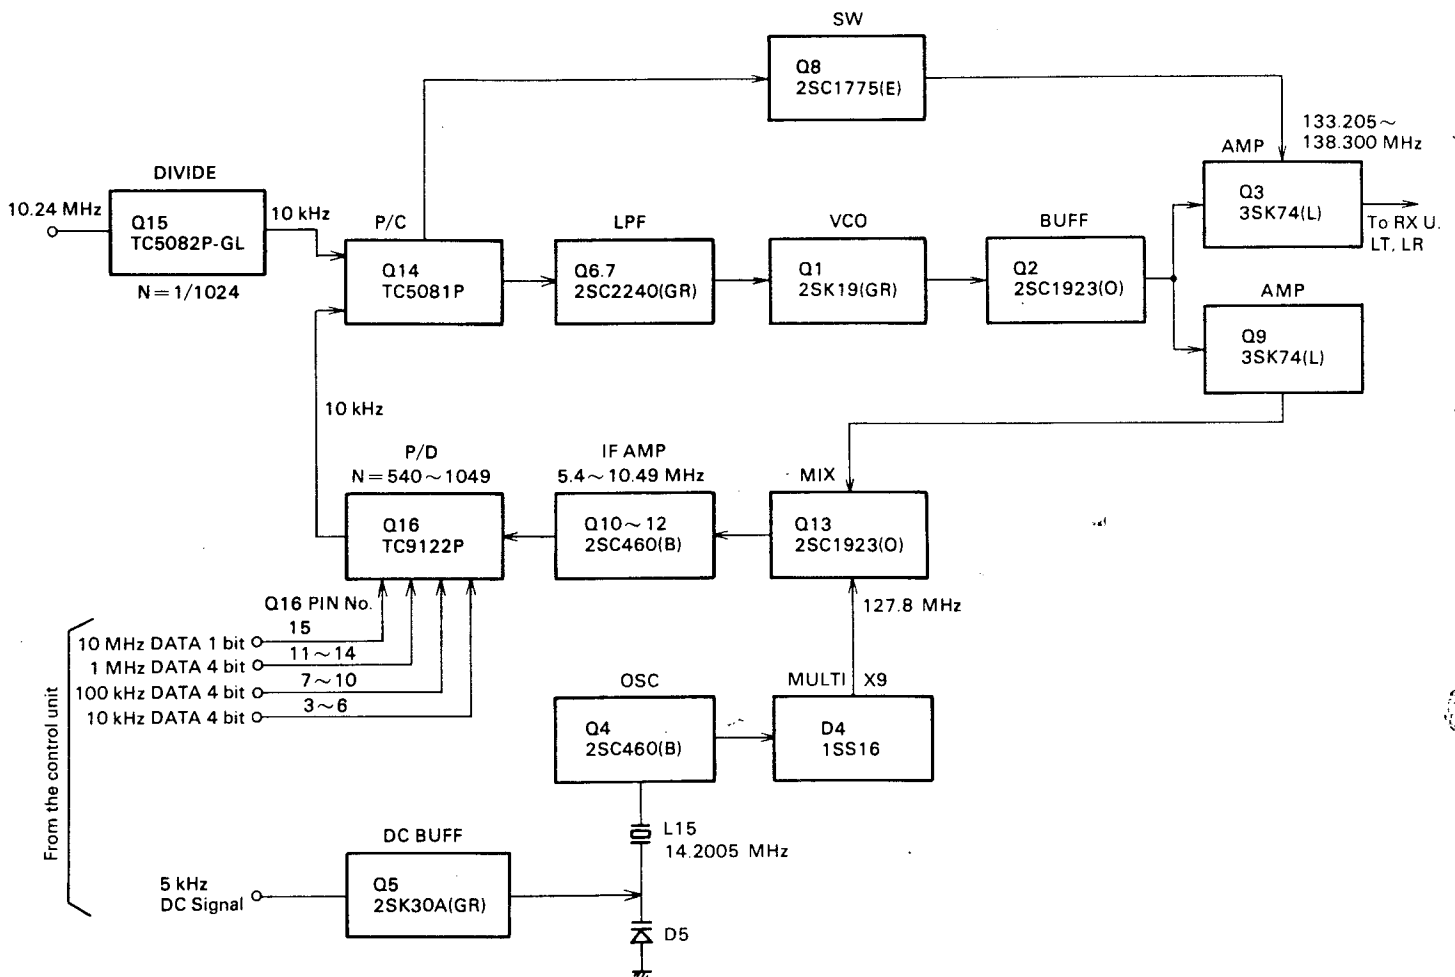 SW
Q8
2SC1775(E)
133.205～
138.300 MHz
AMP
Q3
3SK74(L)
To RX U.
LT, LR
DIVIDE
10.24 MHz
Q15
TC5082P-GL
N=1/1024
10 kHz
P/C
Q14
TC5081P
LPF
Q6.7
2SC2240(GR)
VCO
Q1
2SK19(GR)
BUFF
Q2
2SC1923(O)
AMP
Q9
3SK74(L)
10 kHz
P/D
N=540～1049
Q16
TC9122P
IF AMP
5.4～10.49 MHz
Q10～12
2SC460(B)
MIX
Q13
2SC1923(O)
127.8 MHz
Q16 PIN No.
From the control unit
10 MHz DATA 1 bit
15
1 MHz DATA 4 bit
11～14
100 kHz DATA 4 bit
7～10
10 kHz DATA 4 bit
3～6
OSC
Q4
2SC460(B)
MULTI X9
D4
1SS16
L15
14.2005 MHz
DC BUFF
Q5
2SK30A(GR)
5 kHz
DC Signal
D5